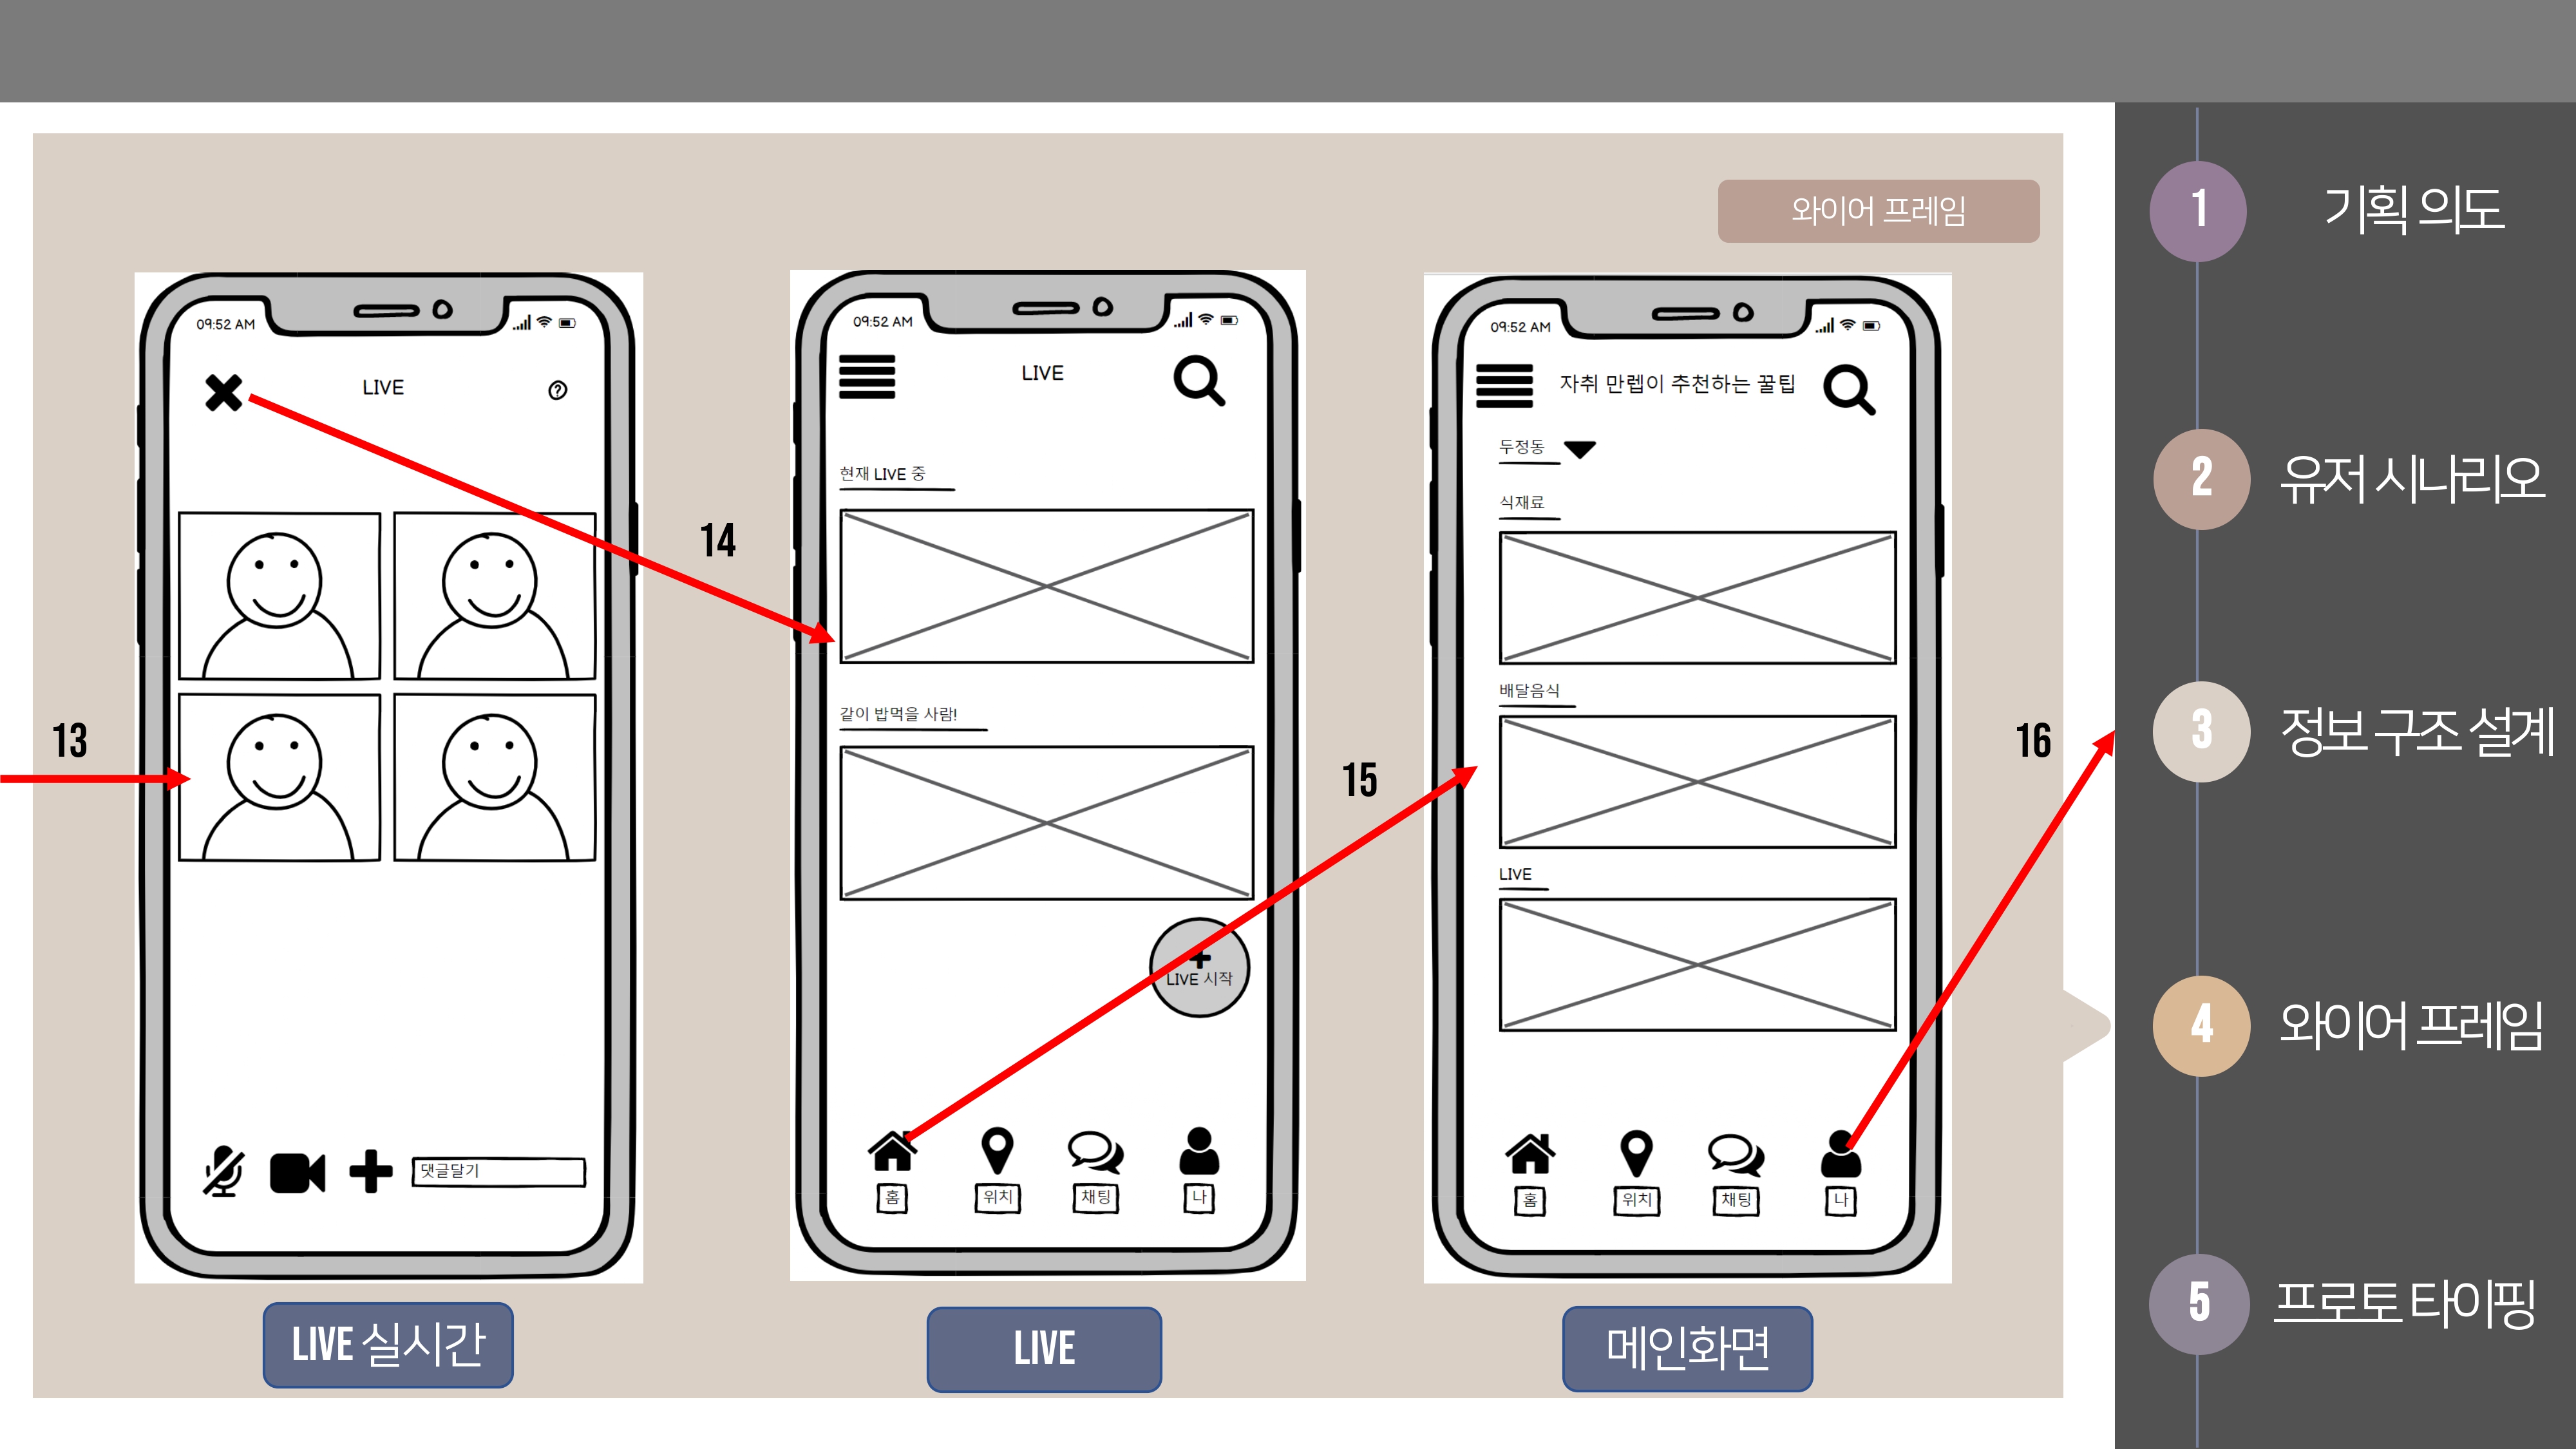 와이어 프레임
09:52 AM
LIVE
댓글달기
LIVE 실시간
13
14
09:52 AM
LIVE
현재 LIVE 중
같이 밥먹을 사람!
LIVE 시작
홈
위치
채팅
나
LIVE
15
09:52 AM
자취 만렙이 추천하는 꿀팁
두정동
식재료
배달음식
LIVE
홈
위치
채팅
나
메인화면
16
1 기획 의도
2 유저 시나리오
3 정보 구조 설계
4 와이어 프레임
5 프로토 타이핑